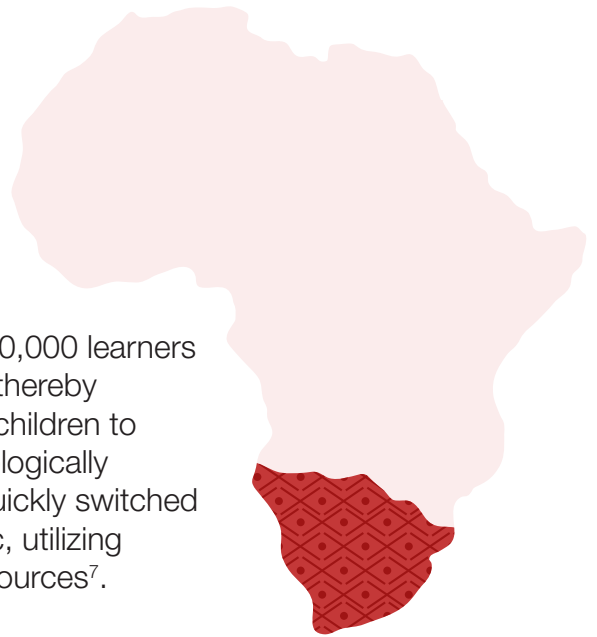 0,000 learners
thereby
children to
logically
uickly switched
c, utilizing
ources⁷.